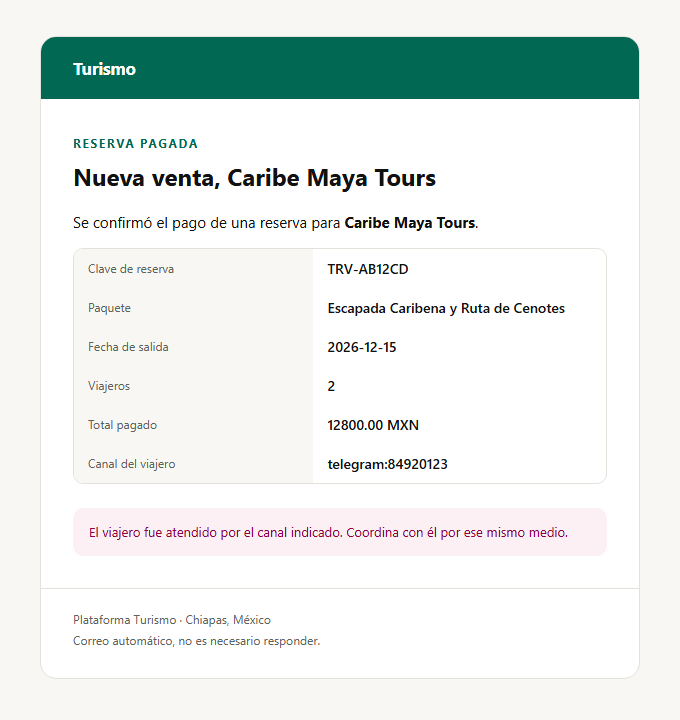 Turismo
RESERVA PAGADA
Nueva venta, Caribe Maya Tours
Se confirmó el pago de una reserva para Caribe Maya Tours.
Clave de reserva TRV-AB12CD
Paquete Escapada Caribena y Ruta de Cenotes
Fecha de salida 2026-12-15
Viajeros 2
Total pagado 12800.00 MXN
Canal del viajero telegram:84920123
El viajero fue atendido por el canal indicado. Coordina con él por ese mismo medio.
Plataforma Turismo · Chiapas, México
Correo automático, no es necesario responder.